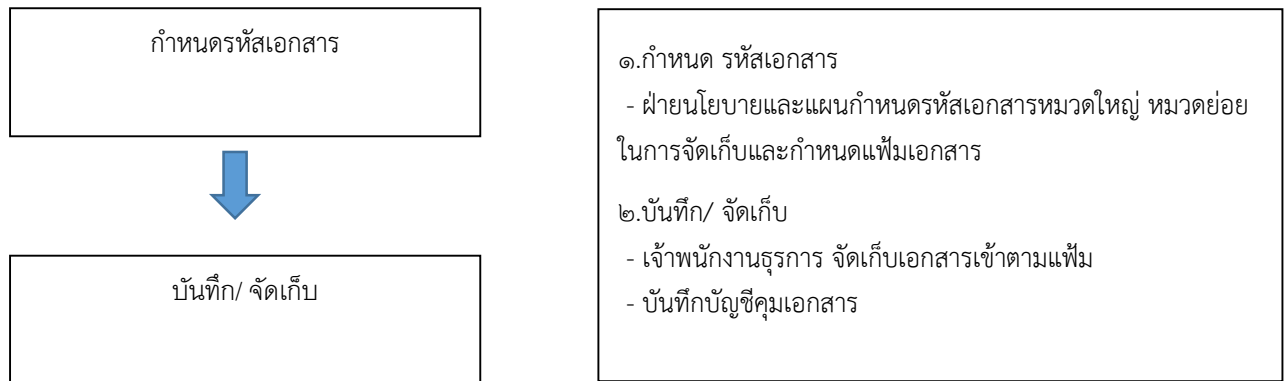 กำหนดรหัสเอกสาร
บันทึก/ จัดเก็บ
๑.กำหนด รหัสเอกสาร
- ฝ่ายนโยบายและแผนกำหนดรหัสเอกสารหมวดใหญ่ หมวดย่อย
ในการจัดเก็บและกำหนดแฟ้มเอกสาร
๒.บันทึก/ จัดเก็บ
- เจ้าพนักงานธุรการ จัดเก็บเอกสารเข้าตามแฟ้ม
- บันทึกบัญชีคุมเอกสาร